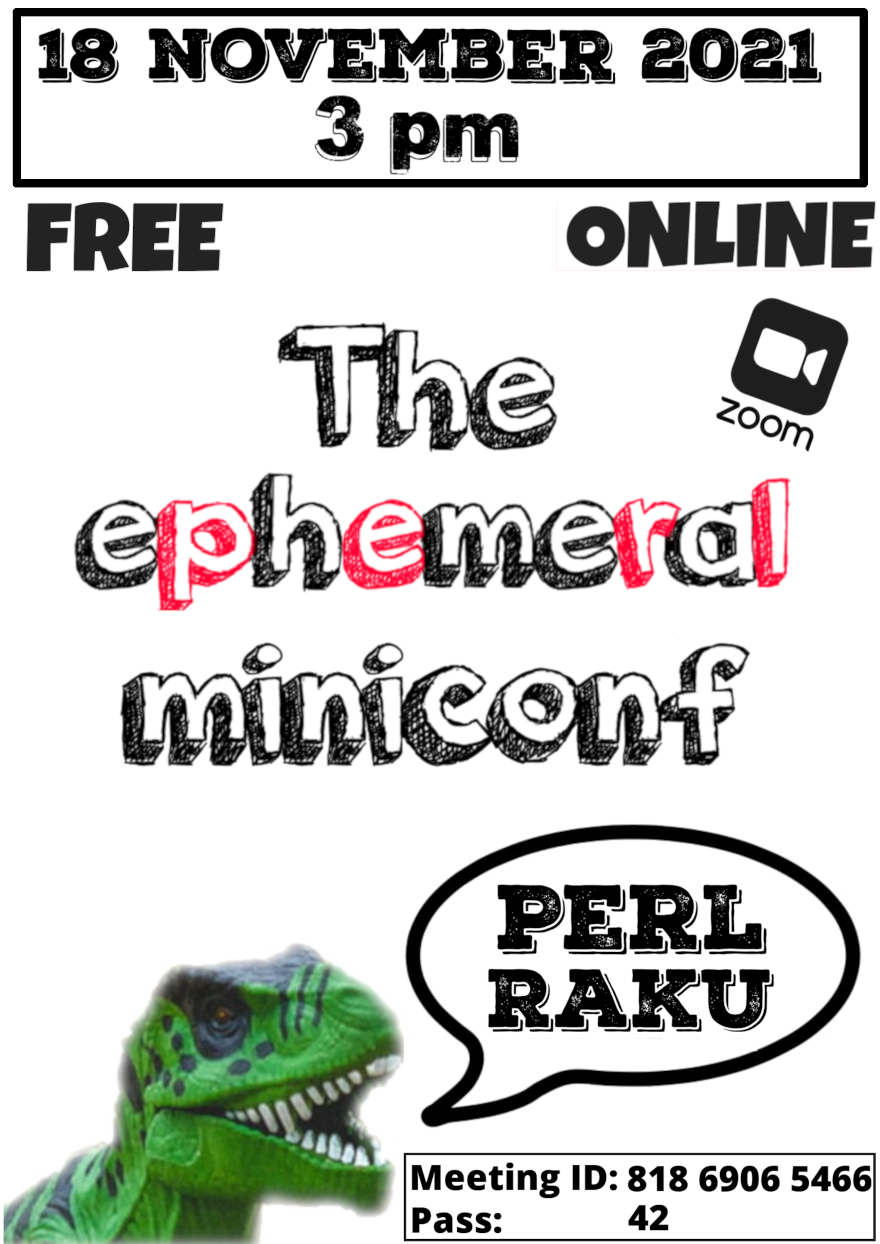 18 NOVEMBER 2021
3 pm
FREE
ONLINE
zoom
The
ephemeral
miniconf
PERL
RAKU
Meeting ID: 818 6906 5466
Pass: 42